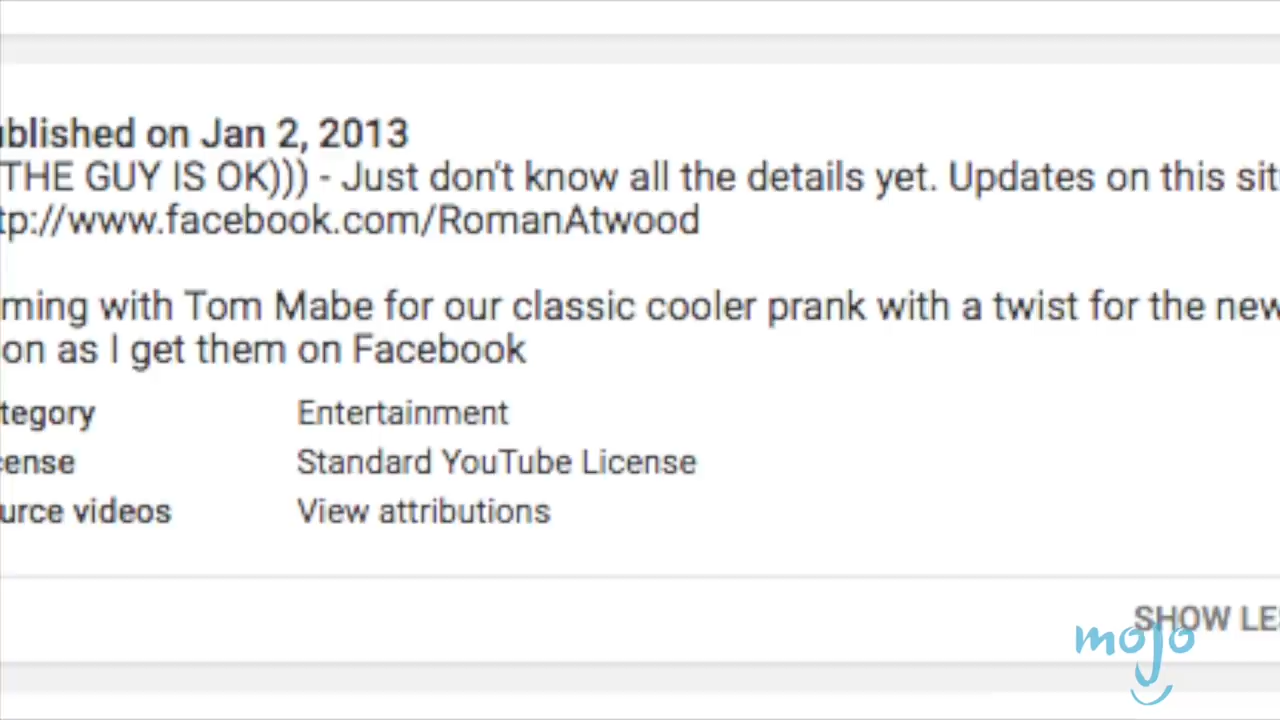 blished on Jan 2, 2013
THE GUY IS OK))) - Just don't know all the details yet. Updates on this sit
tp://www.facebook.com/RomanAtwood
ming with Tom Mabe for our classic cooler prank with a twist for the new
on as I get them on Facebook
tegory Entertainment
ense Standard YouTube License
urce videos View attributions
SHOW LES
mojo